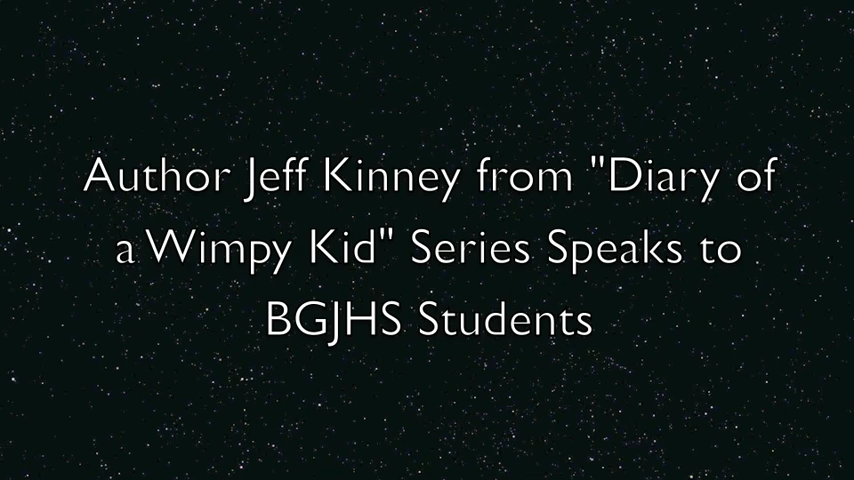 Author Jeff Kinney from "Diary of
a Wimpy Kid" Series Speaks to
BGJHS Students